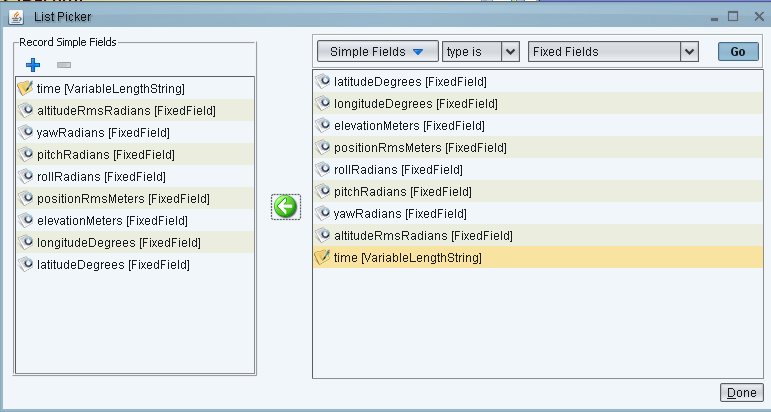 List Picker
Record Simple Fields
time [VariableLengthString]
altitudeRmsRadians [FixedField]
yawRadians [FixedField]
pitchRadians [FixedField]
rollRadians [FixedField]
positionRmsMeters [FixedField]
elevationMeters [FixedField]
longitudeDegrees [FixedField]
latitudeDegrees [FixedField]
Simple Fields type is Fixed Fields Go
latitudeDegrees [FixedField]
longitudeDegrees [FixedField]
elevationMeters [FixedField]
positionRmsMeters [FixedField]
rollRadians [FixedField]
pitchRadians [FixedField]
yawRadians [FixedField]
altitudeRmsRadians [FixedField]
time [VariableLengthString]
Done